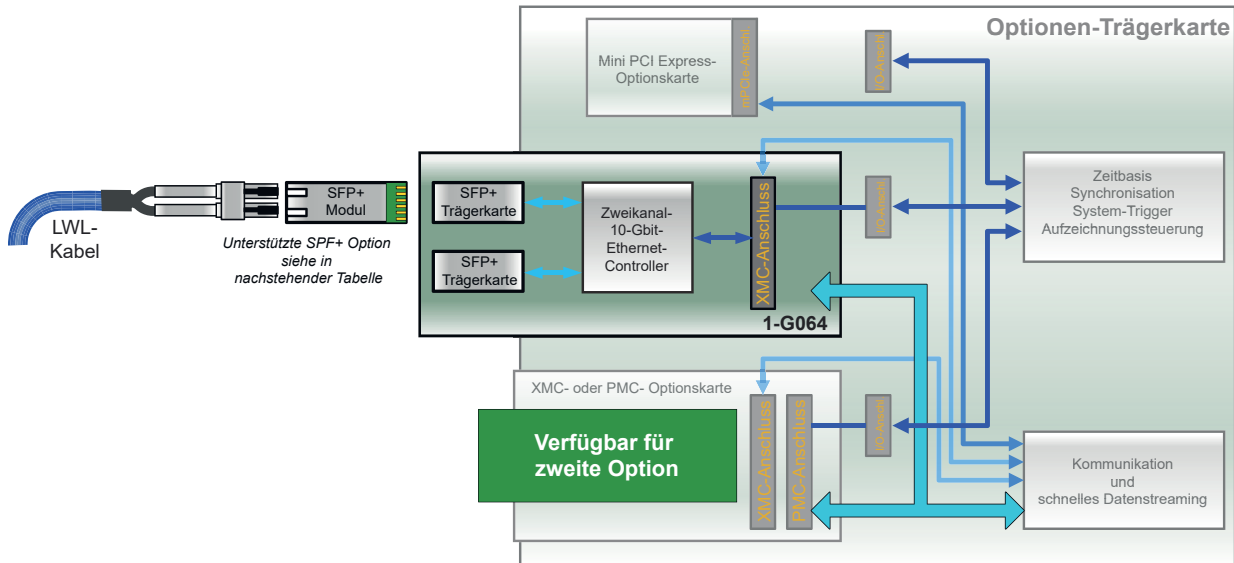 Optionen-Trägerkarte
Mini PCI Express-
Optionskarte
mPCIe-Anschl
I/O-Anschl
LWL-
Kabel
SFP+
Modul
Unterstützte SPF+ Option
siehe in
nachstehender Tabelle
SFP+
Trägerkarte
SFP+
Trägerkarte
Zweikanal-
10-Gbit-
Ethernet-
Controller
XMC-Anschluss
1-G064
I/O-Anschl
Zeitbasis
Synchronisation
System-Trigger
Aufzeichnungssteuerung
XMC- oder PMC- Optionskarte
Verfügbar für
zweite Option
XMC-Anschluss
PMC-Anschluss
I/O-Anschl
Kommunikation
und
schnelles Datenstreaming